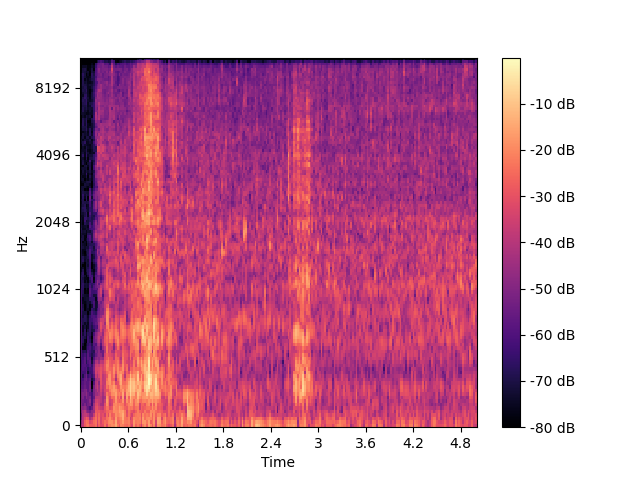 8192
4096
2048
1024
512
0
Hz
0 0.6 1.2 1.8 2.4 3 3.6 4.2 4.8
Time
-10 dB
-20 dB
-30 dB
-40 dB
-50 dB
-60 dB
-70 dB
-80 dB